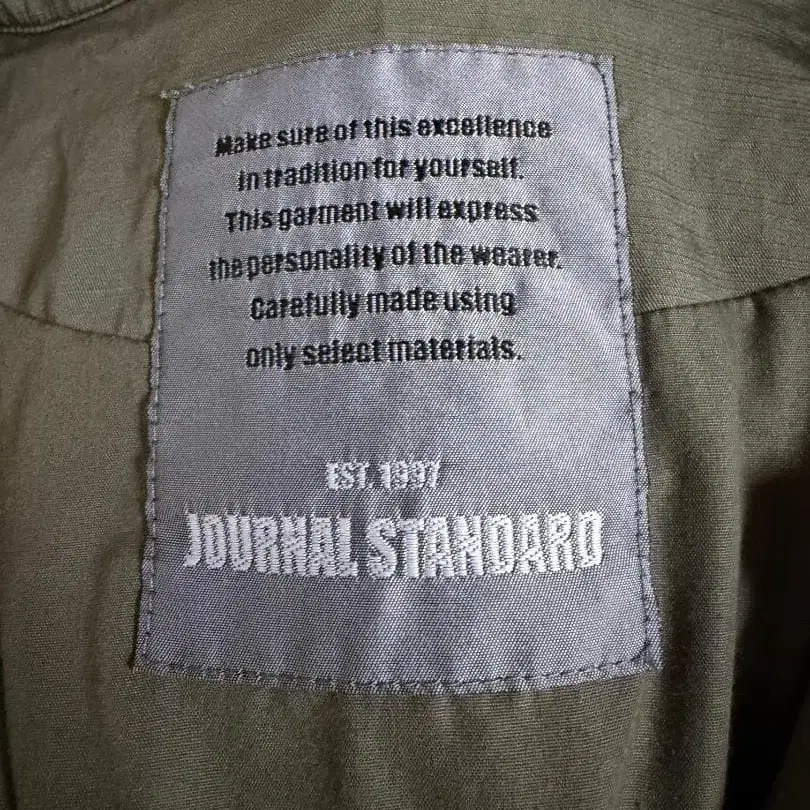 Make sure of this excellence
in tradition for yourself.
This garment will express
the personality of the wearer.
Carefully made using
only select materials.
EST. 1997
JOURNAL STANDARD